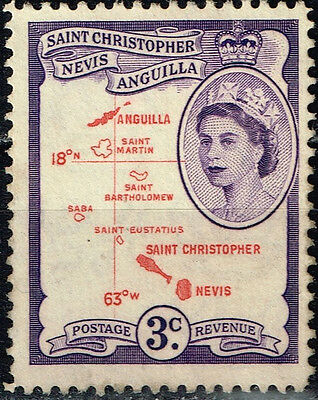 SAINT CHRISTOPHER
NEVIS ANGUILLA
ANGUILLA
SAINT
MARTIN
18°N
SAINT
BARTHOLOMEW
SABA
SAINT EUSTATIUS
SAINT CHRISTOPHER
63°W
NEVIS
POSTAGE 3c REVENUE